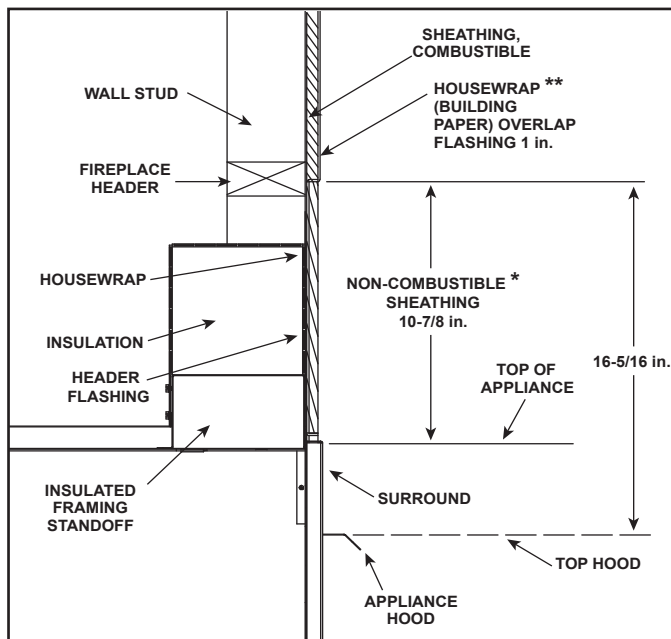 SHEATHING,
COMBUSTIBLE
WALL STUD
HOUSEWRAP **
(BUILDING
PAPER) OVERLAP
FLASHING 1 in.
FIREPLACE
HEADER
HOUSEWRAP
NON-COMBUSTIBLE *
SHEATHING
10-7/8 in.
INSULATION
16-5/16 in.
HEADER
FLASHING
TOP OF
APPLIANCE
INSULATED
FRAMING
STANDOFF
SURROUND
TOP HOOD
APPLIANCE
HOOD